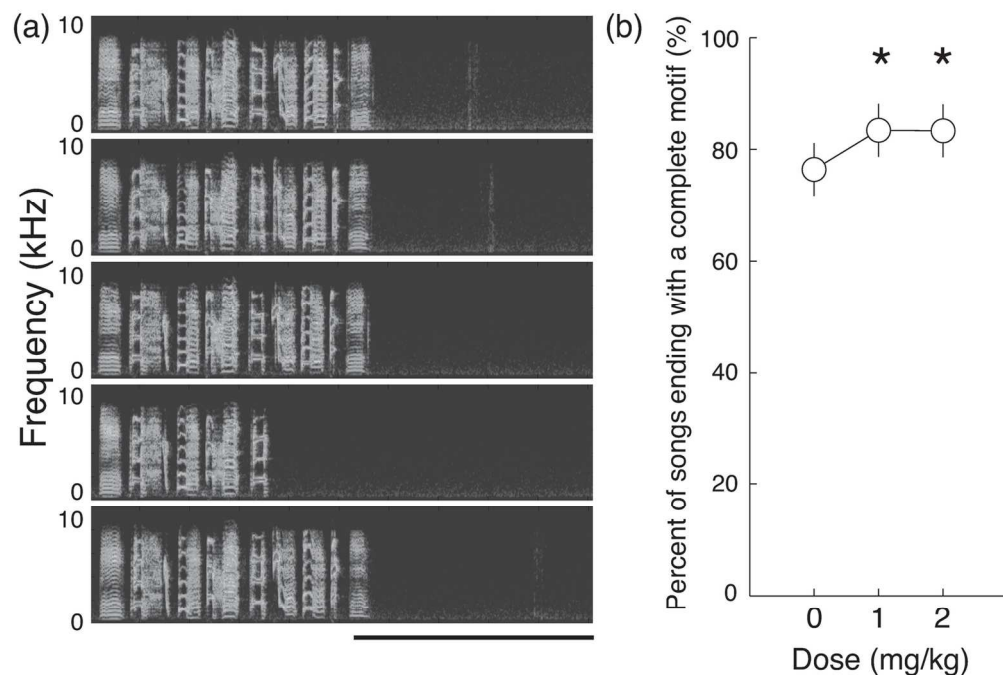 (a)
Frequency (kHz)
10
0
10
0
10
0
10
0
10
0
(b)
Percent of songs ending with a complete motif (%)
100
80
60
40
20
0
* *
0 1 2
Dose (mg/kg)